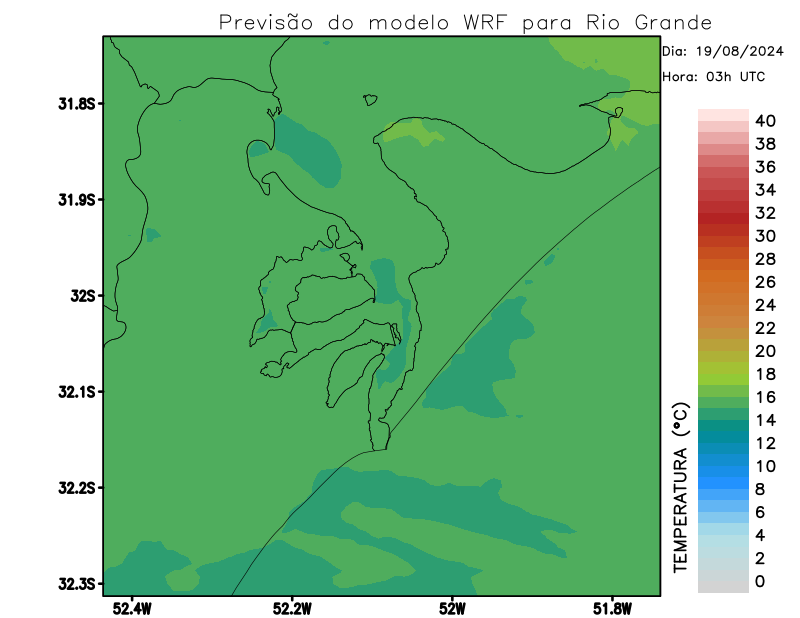 Previsão do modelo WRF para Rio Grande
Dia: 19/08/2024
Hora: 03h UTC
31.8S
31.9S
32S
32.1S
32.2S
32.3S
52.4W
52.2W
52W
51.8W
TEMPERATURA (°C)
40
38
36
34
32
30
28
26
24
22
20
18
16
14
12
10
8
6
4
2
0